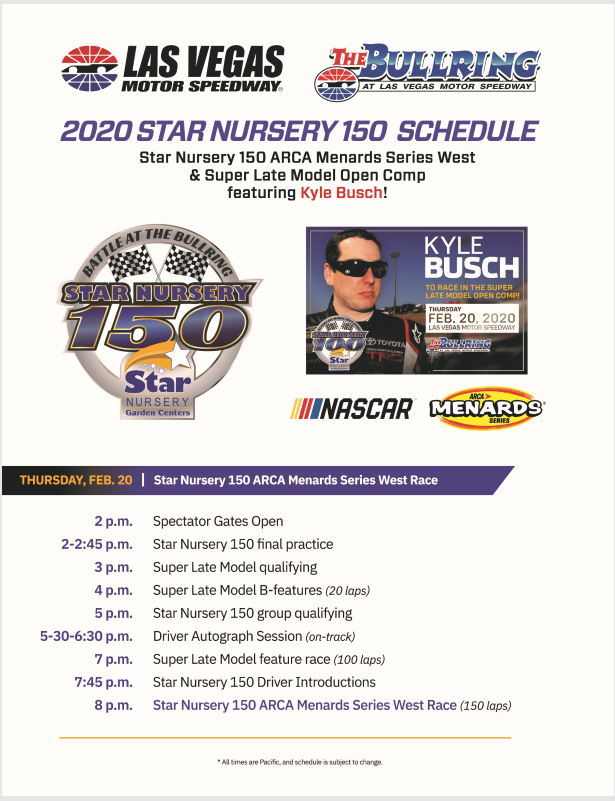 LAS VEGAS
MOTOR SPEEDWAY
THE BULLRING
AT LAS VEGAS MOTOR SPEEDWAY
2020 STAR NURSERY 150 SCHEDULE
Star Nursery 150 ARCA Menards Series West
& Super Late Model Open Comp
featuring Kyle Busch!
BATTLE AT THE BULLRING
STAR NURSERY
150
Star
NURSERY
Garden Centers
KYLE
BUSCH
TO RACE IN THE SUPER
LATE MODEL OPEN COMP!
THURSDAY
FEB. 20, 2020
LAS VEGAS MOTOR SPEEDWAY
BULLRING
TOYOTA
Star
NASCAR
ARCA
MENARDS
SERIES
THURSDAY, FEB. 20 | Star Nursery 150 ARCA Menards Series West Race
2 p.m. Spectator Gates Open
2-2:45 p.m. Star Nursery 150 final practice
3 p.m. Super Late Model qualifying
4 p.m. Super Late Model B-features (20 laps)
5 p.m. Star Nursery 150 group qualifying
5-30-6:30 p.m. Driver Autograph Session (on-track)
7 p.m. Super Late Model feature race (100 laps)
7:45 p.m. Star Nursery 150 Driver Introductions
8 p.m. Star Nursery 150 ARCA Menards Series West Race (150 laps)
* All times are Pacific, and schedule is subject to change.